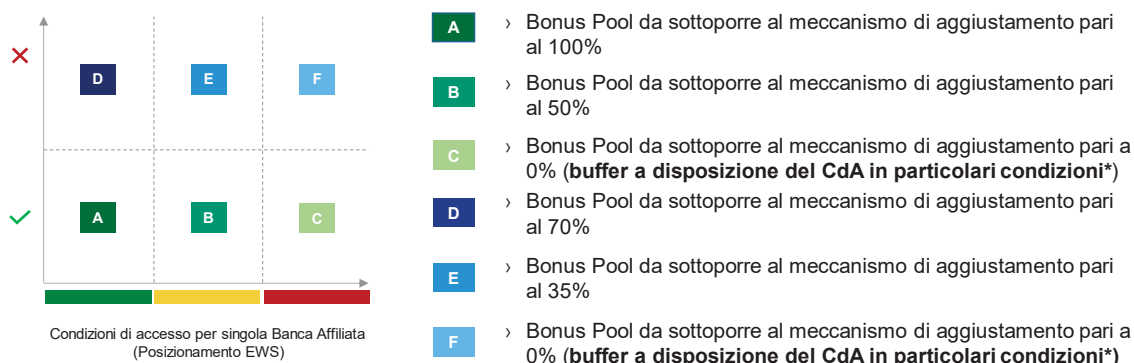 D
E
F
A
B
C
Condizioni di accesso per singola Banca Affiliata
(Posizionamento EWS)
A
› Bonus Pool da sottoporre al meccanismo di aggiustamento pari
al 100%
B
› Bonus Pool da sottoporre al meccanismo di aggiustamento pari
al 50%
C
› Bonus Pool da sottoporre al meccanismo di aggiustamento pari a
0% (buffer a disposizione del CdA in particolari condizioni*)
D
› Bonus Pool da sottoporre al meccanismo di aggiustamento pari
al 70%
E
› Bonus Pool da sottoporre al meccanismo di aggiustamento pari
al 35%
F
› Bonus Pool da sottoporre al meccanismo di aggiustamento pari a
0% (buffer a disposizione del CdA in particolari condizioni*)